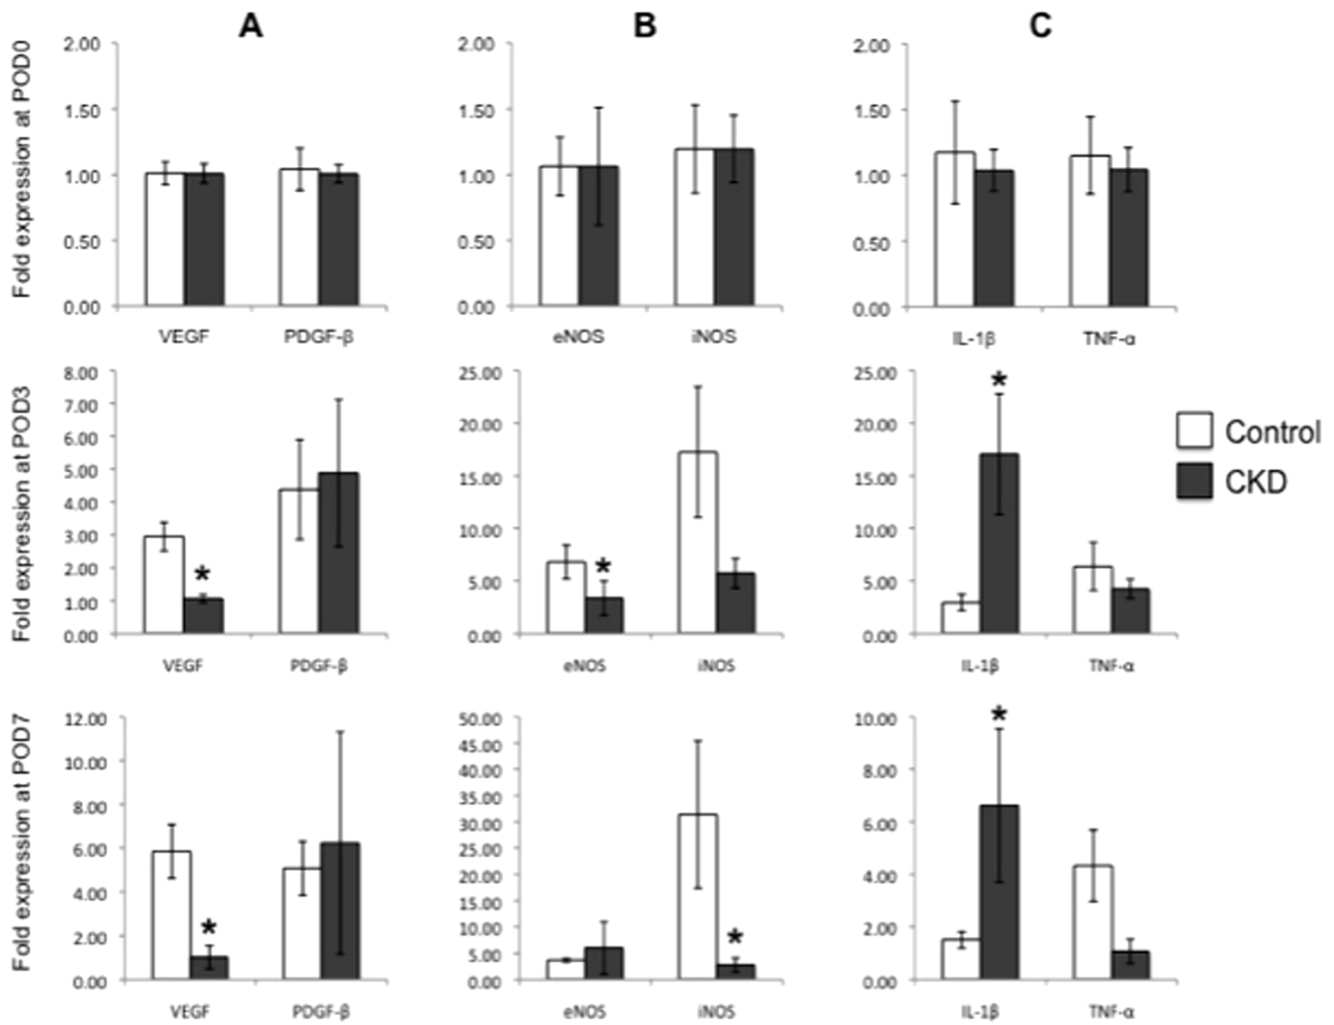 A
B
C
Fold expression at POD0
2.00
1.50
1.00
0.50
0.00
VEGF
PDGF-β
2.00
1.50
1.00
0.50
0.00
eNOS
iNOS
2.00
1.50
1.00
0.50
0.00
IL-1β
TNF-α
Fold expression at POD3
8.00
7.00
6.00
5.00
4.00
3.00
2.00
1.00
0.00
*
VEGF
PDGF-β
25.00
20.00
15.00
10.00
5.00
0.00
*
eNOS
iNOS
25.00
20.00
15.00
10.00
5.00
0.00
*
IL-1β
TNF-α
Control
CKD
Fold expression at POD7
12.00
10.00
8.00
6.00
4.00
2.00
0.00
*
VEGF
PDGF-β
50.00
45.00
40.00
35.00
30.00
25.00
20.00
15.00
10.00
5.00
0.00
*
eNOS
iNOS
10.00
8.00
6.00
4.00
2.00
0.00
*
IL-1β
TNF-α